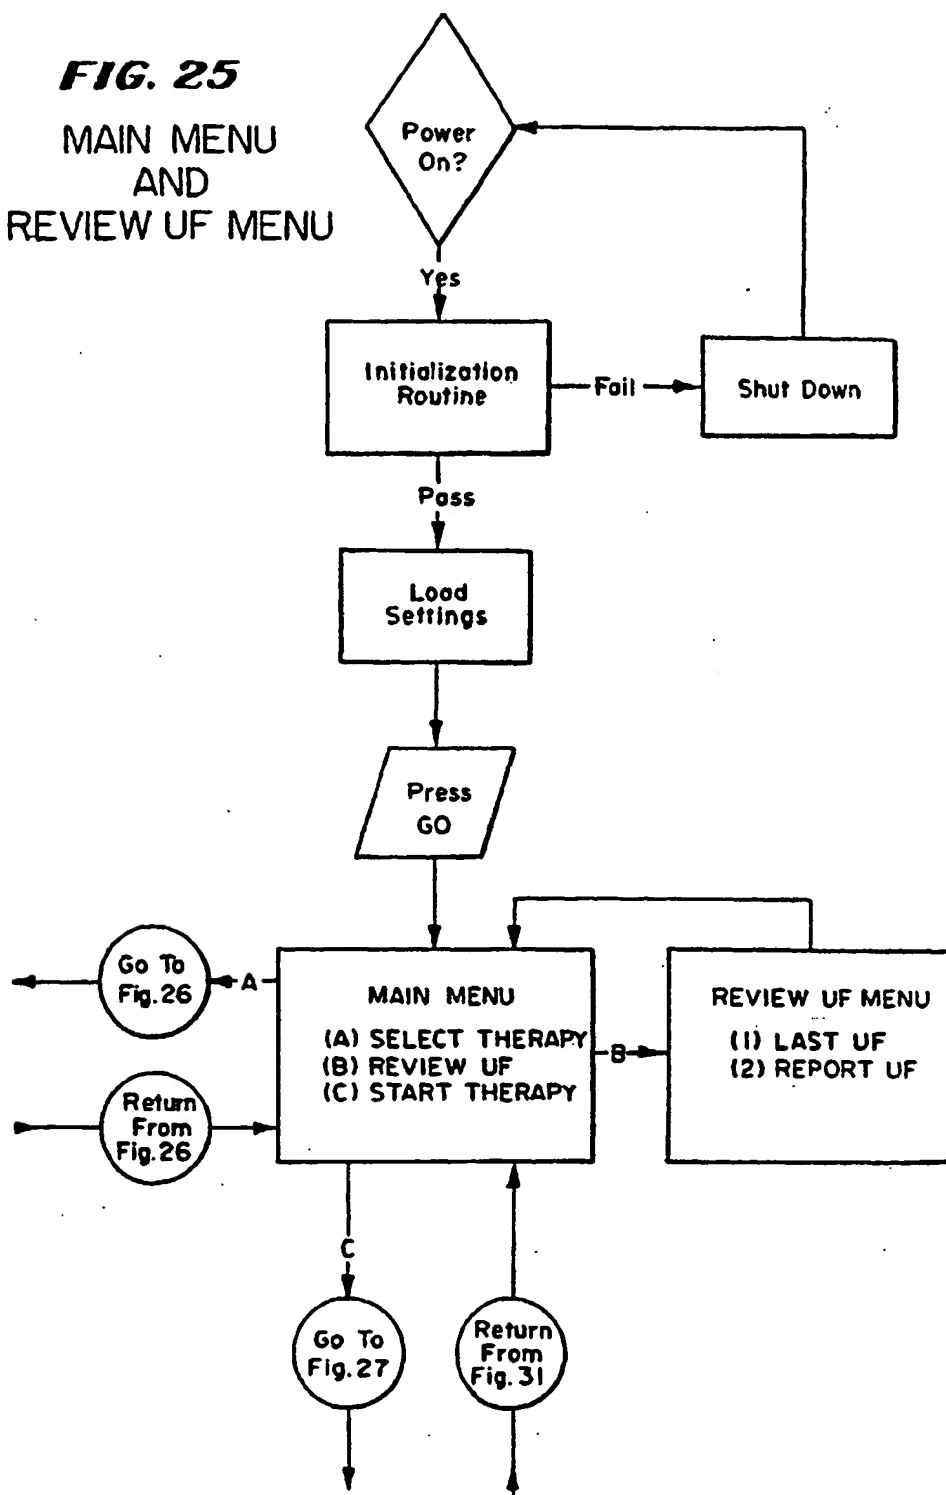 FIG. 25
MAIN MENU
AND
REVIEW UF MENU
Power
On?
Yes
Initialization
Routine
Fail
Shut Down
Pass
Load
Settings
Press
GO
Go To
Fig.26
A
MAIN MENU
(A) SELECT THERAPY
(B) REVIEW UF
(C) START THERAPY
B
REVIEW UF MENU
(1) LAST UF
(2) REPORT UF
Return
From
Fig.26
C
Go To
Fig.27
Return
From
Fig.31